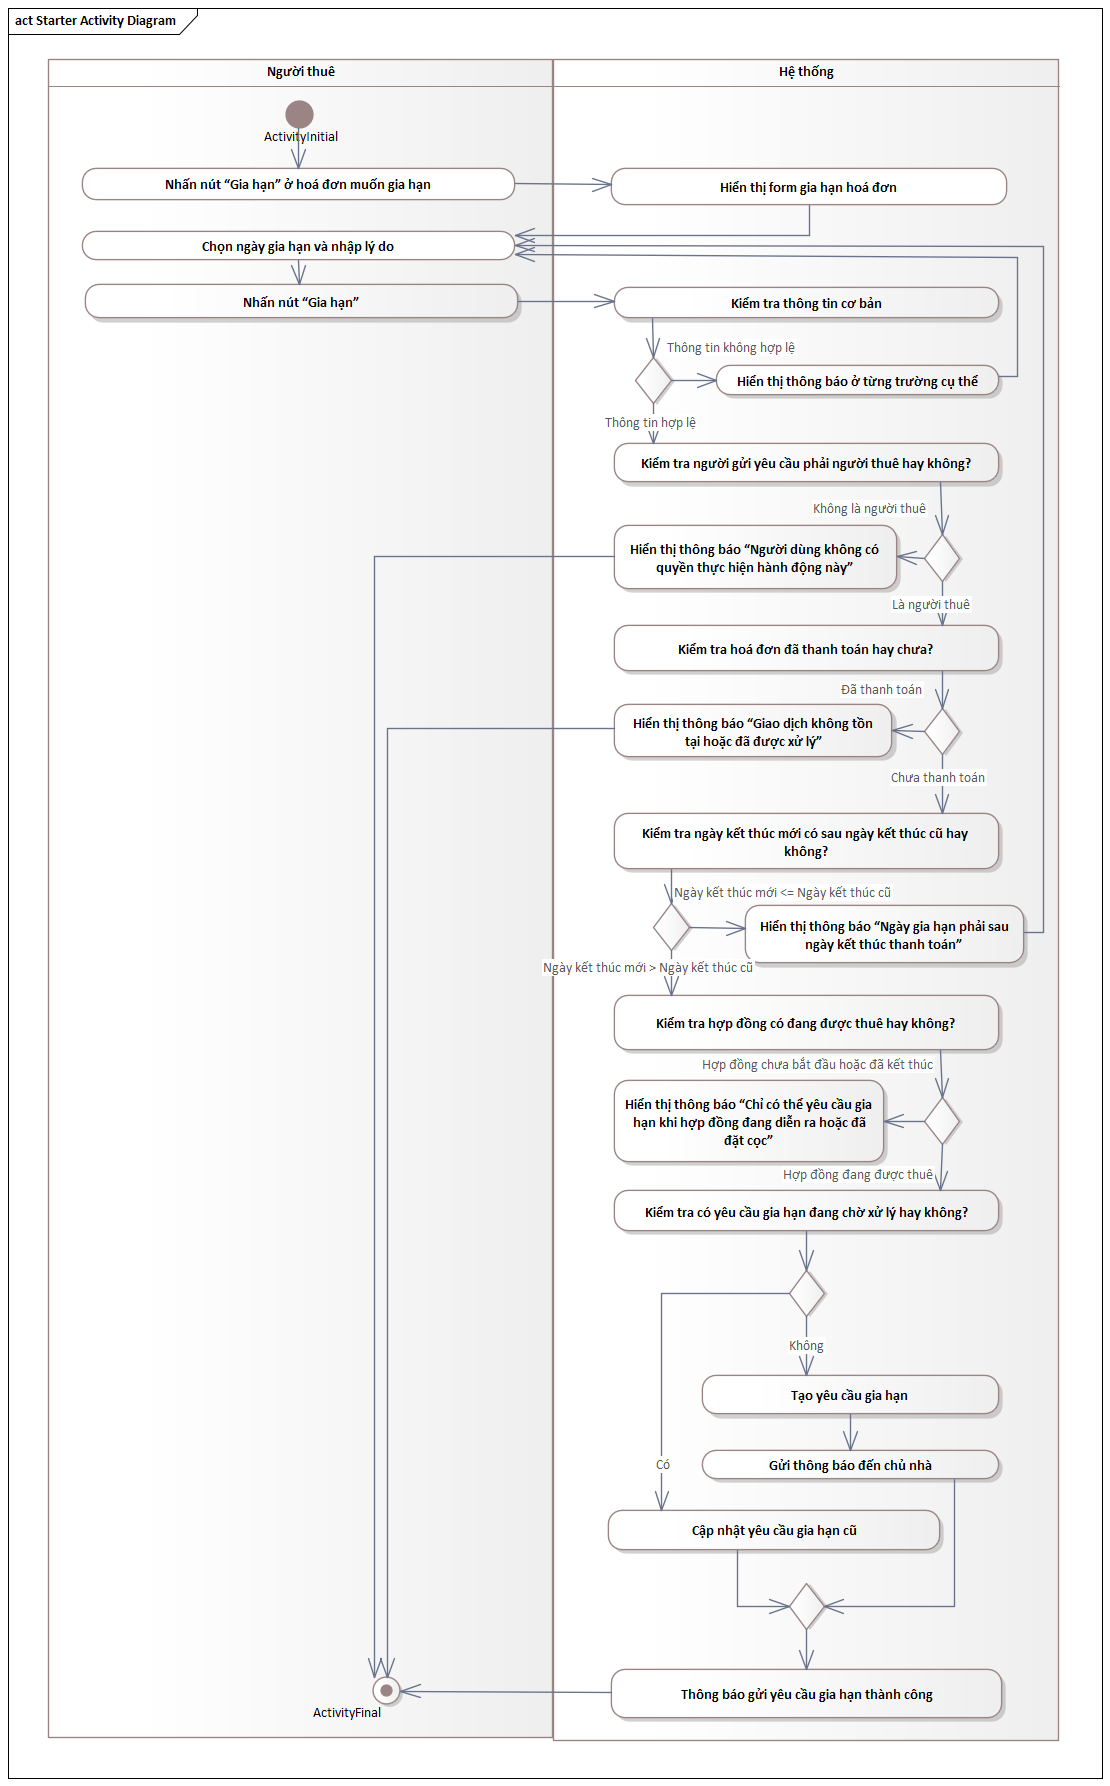 act Starter Activity Diagram
Người thuê
Hệ thống
ActivityInitial
Nhấn nút “Gia hạn” ở hoá đơn muốn gia hạn
Hiển thị form gia hạn hoá đơn
Chọn ngày gia hạn và nhập lý do
Nhấn nút “Gia hạn”
Kiểm tra thông tin cơ bản
Thông tin không hợp lệ
Hiển thị thông báo ở từng trường cụ thể
Thông tin hợp lệ
Kiểm tra người gửi yêu cầu phải người thuê hay không?
Không là người thuê
Hiển thị thông báo “Người dùng không có
quyền thực hiện hành động này”
Là người thuê
Kiểm tra hoá đơn đã thanh toán hay chưa?
Đã thanh toán
Hiển thị thông báo “Giao dịch không tồn
tại hoặc đã được xử lý”
Chưa thanh toán
Kiểm tra ngày kết thúc mới có sau ngày kết thúc cũ hay
không?
Ngày kết thúc mới <= Ngày kết thúc cũ
Hiển thị thông báo “Ngày gia hạn phải sau
ngày kết thúc thanh toán”
Ngày kết thúc mới > Ngày kết thúc cũ
Kiểm tra hợp đồng có đang được thuê hay không?
Hợp đồng chưa bắt đầu hoặc đã kết thúc
Hiển thị thông báo “Chỉ có thể yêu cầu gia
hạn khi hợp đồng đang diễn ra hoặc đã
đặt cọc”
Hợp đồng đang được thuê
Kiểm tra có yêu cầu gia hạn đang chờ xử lý hay không?
Không
Tạo yêu cầu gia hạn
Có
Gửi thông báo đến chủ nhà
Cập nhật yêu cầu gia hạn cũ
Thông báo gửi yêu cầu gia hạn thành công
ActivityFinal